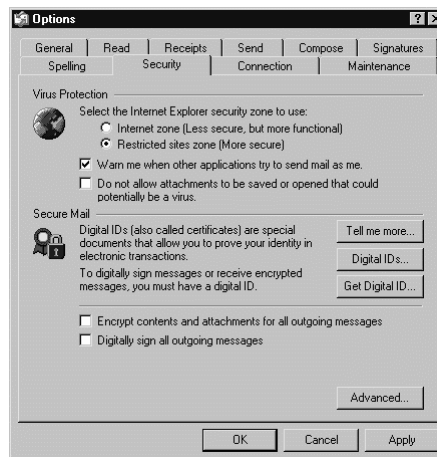 Options
General Read Receipts Send Compose Signatures
Spelling Security Connection Maintenance
Virus Protection
Select the Internet Explorer security zone to use:
Internet zone (Less secure, but more functional)
Restricted sites zone (More secure)
Warn me when other applications try to send mail as me.
Do not allow attachments to be saved or opened that could
potentially be a virus.
Secure Mail
Digital IDs (also called certificates) are special
documents that allow you to prove your identity in
electronic transactions.
Tell me more...
To digitally sign messages or receive encrypted
messages, you must have a digital ID.
Digital IDs...
Get Digital ID...
Encrypt contents and attachments for all outgoing messages
Digitally sign all outgoing messages
Advanced...
OK Cancel Apply